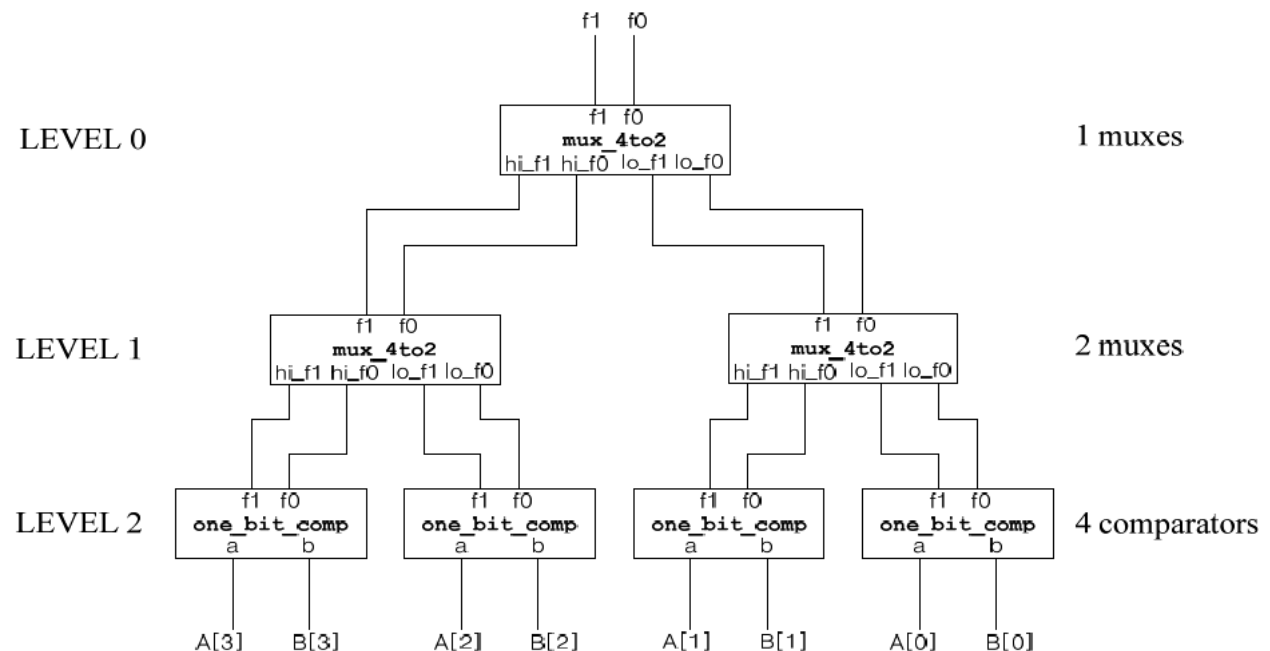 f1 f0
f1 f0
LEVEL 0 mux_4to2 1 muxes
hi_f1 hi_f0 lo_f1 lo_f0
f1 f0 f1 f0
LEVEL 1 mux_4to2 mux_4to2 2 muxes
hi_f1 hi_f0 lo_f1 lo_f0 hi_f1 hi_f0 lo_f1 lo_f0
f1 f0 f1 f0 f1 f0 f1 f0
LEVEL 2 one_bit_comp one_bit_comp one_bit_comp one_bit_comp 4 comparators
a b a b a b a b
A[3] B[3] A[2] B[2] A[1] B[1] A[0] B[0]